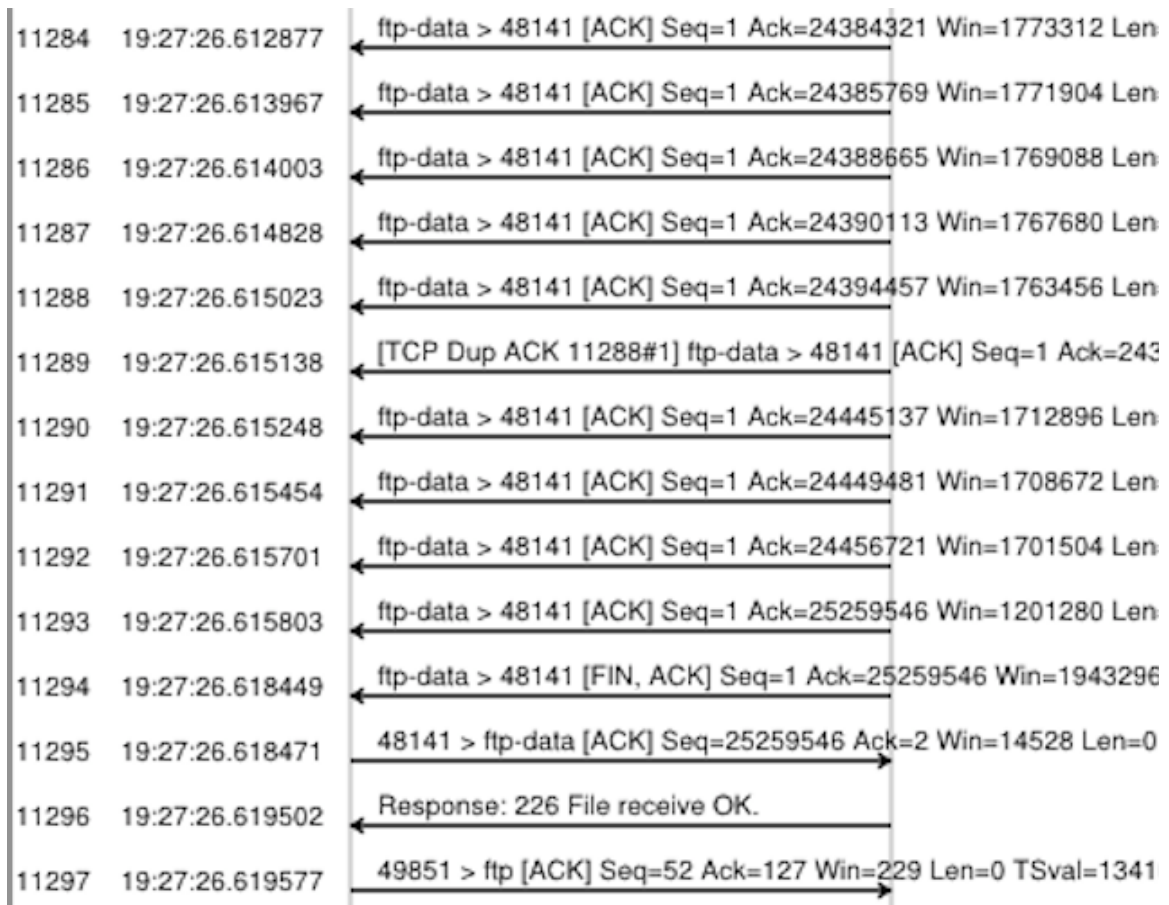 11284 19:27:26.612877 ftp-data > 48141 [ACK] Seq=1 Ack=24384321 Win=1773312 Len
11285 19:27:26.613967 ftp-data > 48141 [ACK] Seq=1 Ack=24385769 Win=1771904 Len
11286 19:27:26.614003 ftp-data > 48141 [ACK] Seq=1 Ack=24388665 Win=1769088 Len
11287 19:27:26.614828 ftp-data > 48141 [ACK] Seq=1 Ack=24390113 Win=1767680 Len
11288 19:27:26.615023 ftp-data > 48141 [ACK] Seq=1 Ack=24394457 Win=1763456 Len
11289 19:27:26.615138 [TCP Dup ACK 11288#1] ftp-data > 48141 [ACK] Seq=1 Ack=243
11290 19:27:26.615248 ftp-data > 48141 [ACK] Seq=1 Ack=24445137 Win=1712896 Len
11291 19:27:26.615454 ftp-data > 48141 [ACK] Seq=1 Ack=24449481 Win=1708672 Len
11292 19:27:26.615701 ftp-data > 48141 [ACK] Seq=1 Ack=24456721 Win=1701504 Len
11293 19:27:26.615803 ftp-data > 48141 [ACK] Seq=1 Ack=25259546 Win=1201280 Len
11294 19:27:26.618449 ftp-data > 48141 [FIN, ACK] Seq=1 Ack=25259546 Win=1943296
11295 19:27:26.618471 48141 > ftp-data [ACK] Seq=25259546 Ack=2 Win=14528 Len=0
11296 19:27:26.619502 Response: 226 File receive OK.
11297 19:27:26.619577 49851 > ftp [ACK] Seq=52 Ack=127 Win=229 Len=0 TSval=1341